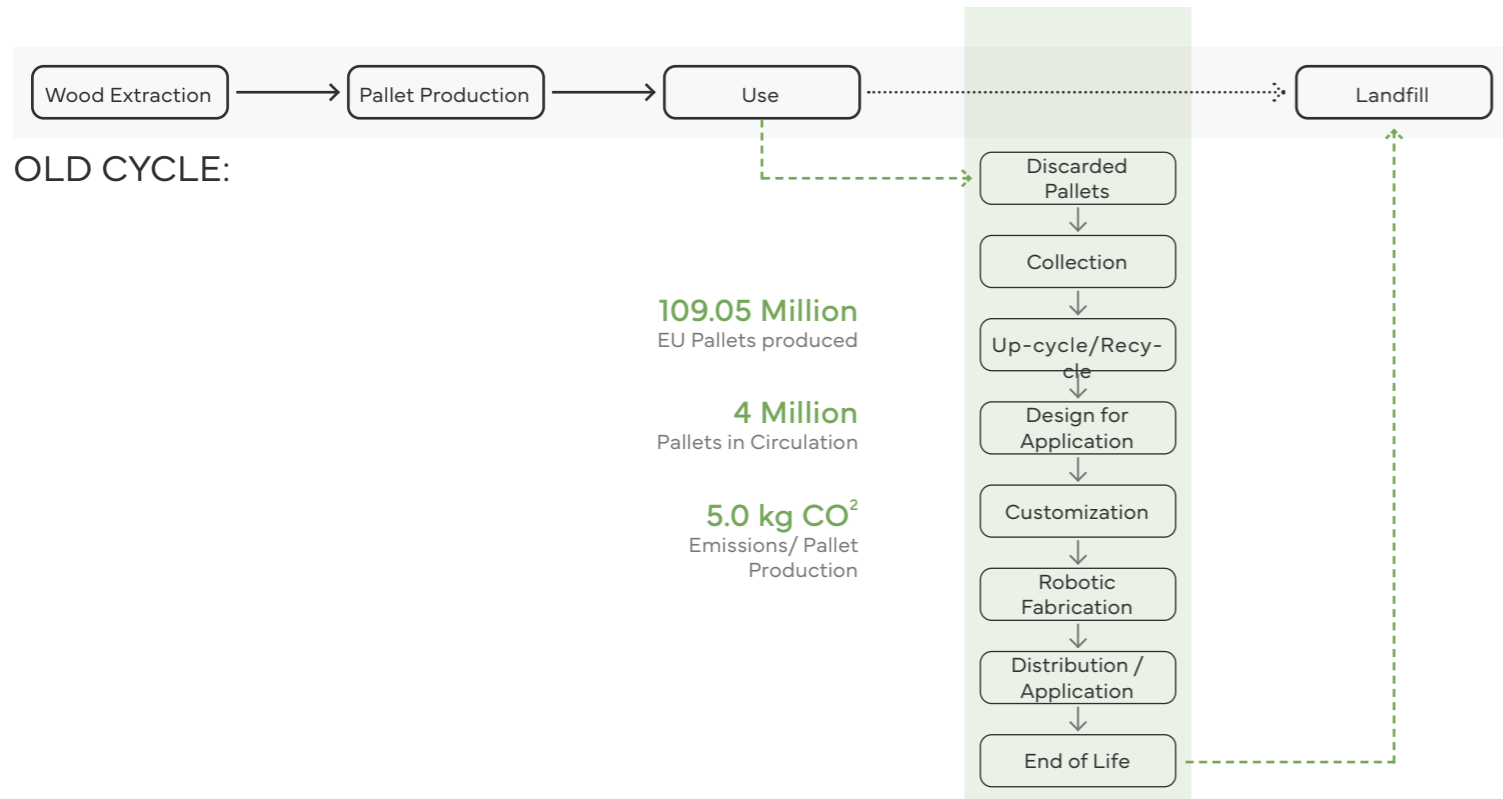 Wood Extraction
Pallet Production
Use
Landfill
OLD CYCLE:
Discarded
Pallets
Collection
109.05 Million
EU Pallets produced
Up-cycle/Recy-
cle
4 Million
Pallets in Circulation
Design for
Application
5.0 kg CO²
Emissions/ Pallet
Production
Customization
Robotic
Fabrication
Distribution /
Application
End of Life